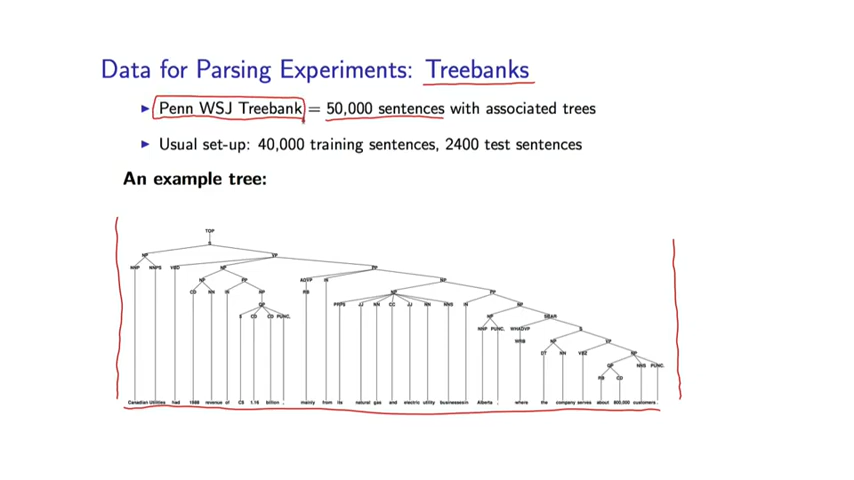 Data for Parsing Experiments: Treebanks
▶ Penn WSJ Treebank = 50,000 sentences with associated trees
▶ Usual set-up: 40,000 training sentences, 2400 test sentences
An example tree:
TOP
S
NP VP
NNP NNPS VBD NP PP
NP PP ADVP IN NP
CD NN IN NP RB NP PP
QP PRP$ JJ NN CC JJ NN NNS IN NP
$ CD CD PUNC, NP SBAR
NNP PUNC, WHADVP S
WRB NP VP
DT NN VBZ NP
QP NNS PUNC.
RB CD
Canadian Utilities had 1988 revenue of C$ 1.16 billion , mainly from its natural gas and electric utility businesses in Alberta , where the company serves about 800,000 customers .